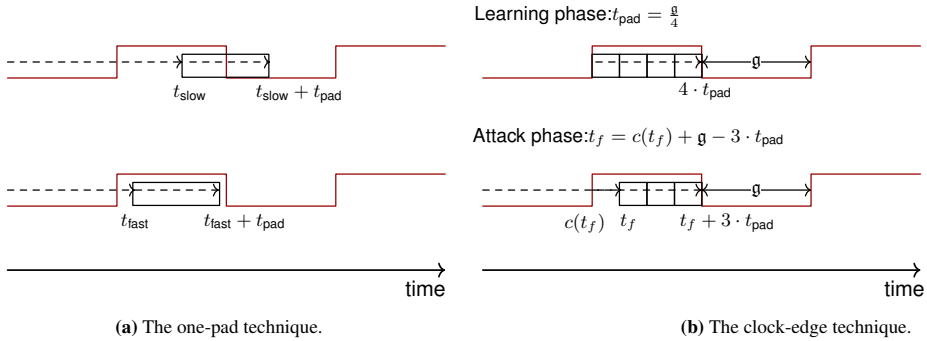 Learning phase:t_pad = 𝔤/4
𝔤
t_slow
t_slow + t_pad
4 · t_pad
Attack phase:t_f = c(t_f) + 𝔤 − 3 · t_pad
𝔤
t_fast
t_fast + t_pad
c(t_f)
t_f
t_f + 3 · t_pad
time
time
(a) The one-pad technique.
(b) The clock-edge technique.